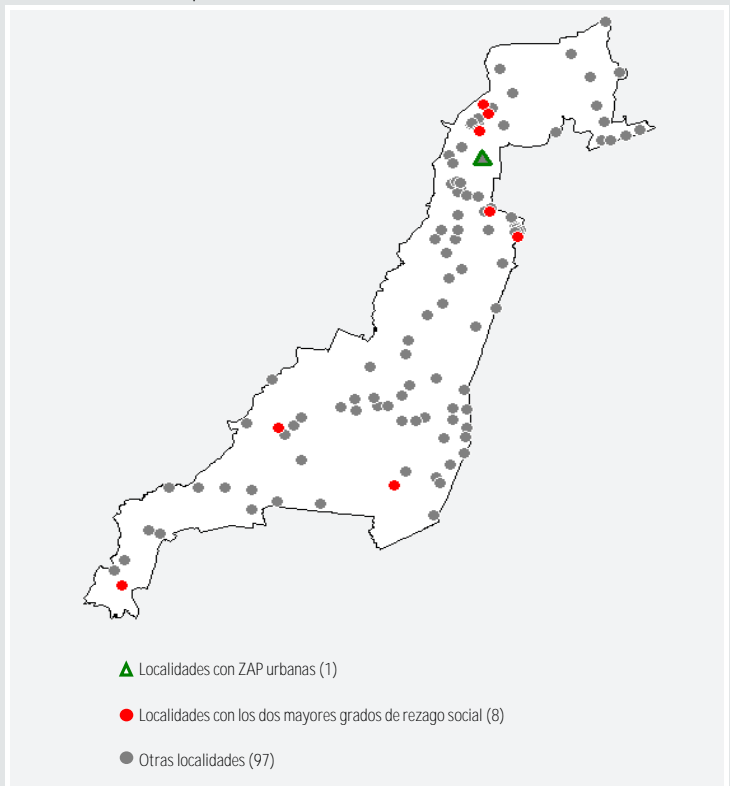 Localidades con ZAP urbanas (1)
Localidades con los dos mayores grados de rezago social (8)
Otras localidades (97)